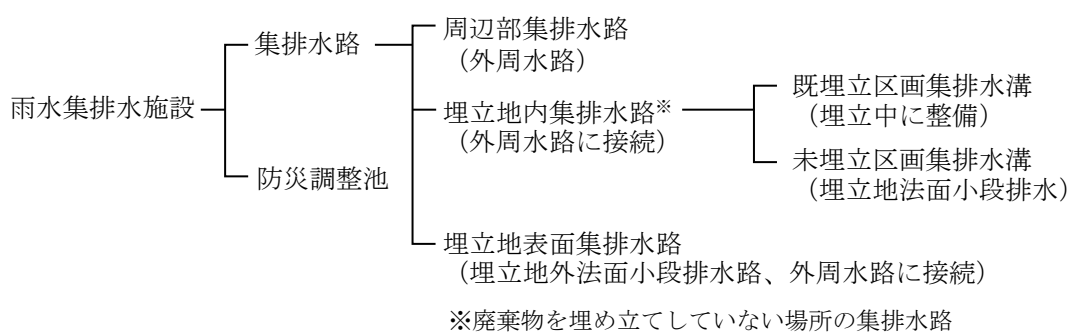 雨水集排水施設
集排水路
防災調整池
周辺部集排水路
（外周水路）
埋立地内集排水路※
（外周水路に接続）
既埋立区画集排水溝
（埋立中に整備）
未埋立区画集排水溝
（埋立地法面小段排水）
埋立地表面集排水路
（埋立地外法面小段排水路、外周水路に接続）
※廃棄物を埋め立てしていない場所の集排水路